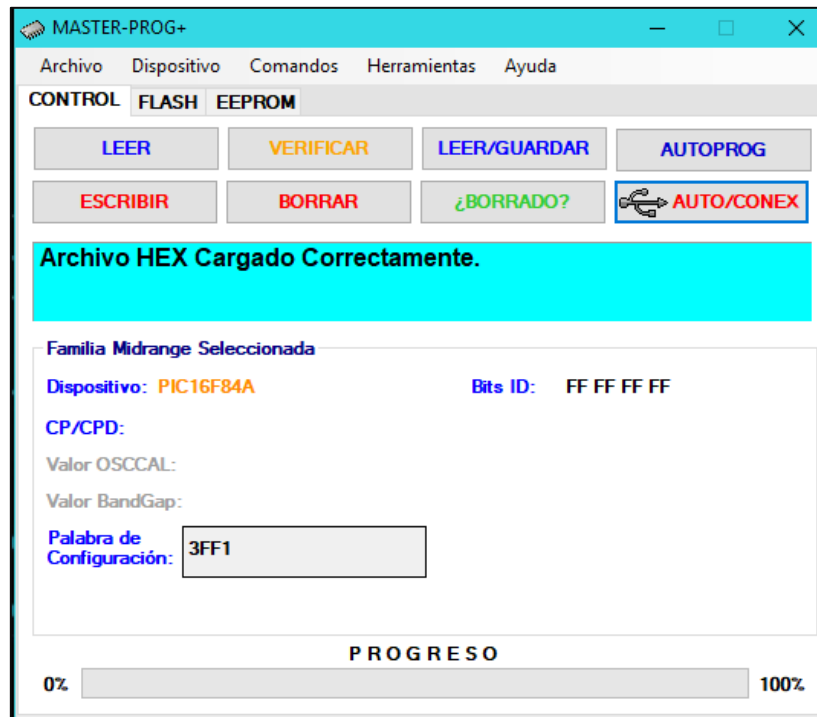 MASTER-PROG+
Archivo Dispositivo Comandos Herramientas Ayuda
CONTROL FLASH EEPROM
LEER VERIFICAR LEER/GUARDAR AUTOPROG
ESCRIBIR BORRAR ¿BORRADO? AUTO/CONEX
Archivo HEX Cargado Correctamente.
Familia Midrange Seleccionada
Dispositivo: PIC16F84A Bits ID: FF FF FF FF
CP/CPD:
Valor OSCCAL:
Valor BandGap:
Palabra de
Configuración: 3FF1
PROGRESO
0% 100%